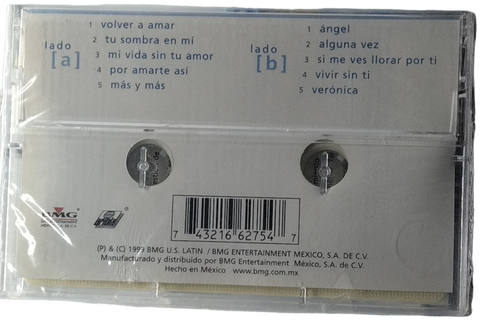 lado [a]
1 volver a amar
2 tu sombra en mí
3 mi vida sin tu amor
4 por amarte así
5 más y más
lado [b]
1 ángel
2 alguna vez
3 si me ves llorar por ti
4 vivir sin ti
5 verónica
BMG
7 43216 62754 7
(P) & (C) 1999 BMG U.S. LATIN / BMG ENTERTAINMENT MEXICO, S.A. DE C.V.
Manufacturado y distribuido por BMG Entertainment México, S.A. de C.V.
Hecho en México www.bmg.com.mx